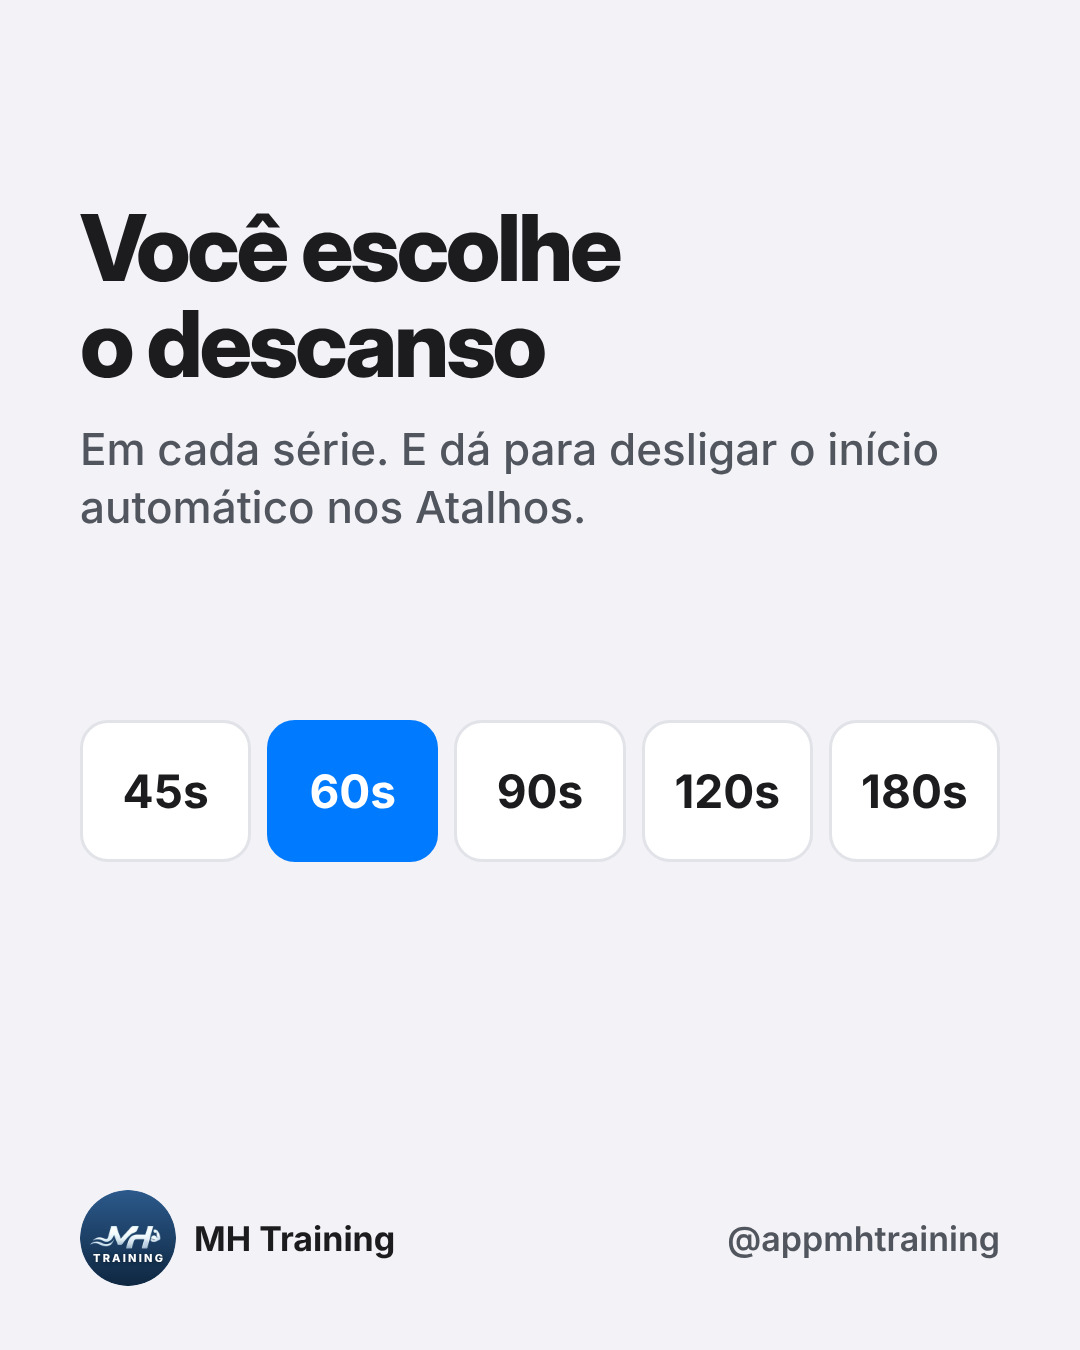 Você escolhe
o descanso
Em cada série. E dá para desligar o início
automático nos Atalhos.
45s
60s
90s
120s
180s
MH
TRAINING
MH Training
@appmhtraining